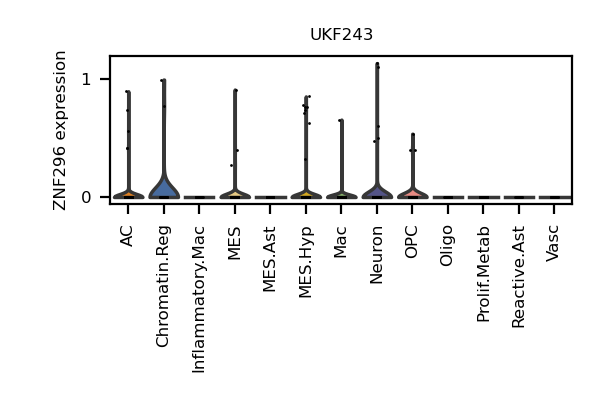 UKF243
ZNF296 expression
1
0
AC
Chromatin.Reg
Inflammatory.Mac
MES
MES.Ast
MES.Hyp
Mac
Neuron
OPC
Oligo
Prolif.Metab
Reactive.Ast
Vasc